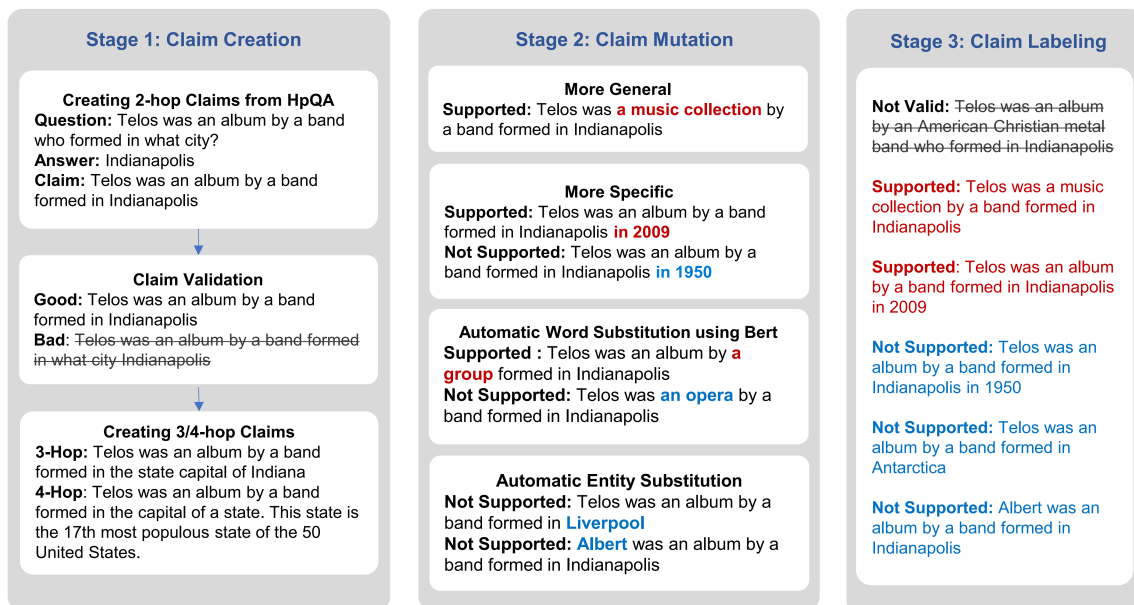 Stage 1: Claim Creation
Creating 2-hop Claims from HpQA
Question: Telos was an album by a band
who formed in what city?
Answer: Indianapolis
Claim: Telos was an album by a band
formed in Indianapolis
Claim Validation
Good: Telos was an album by a band
formed in Indianapolis
Bad: Telos was an album by a band formed
in what city Indianapolis
Creating 3/4-hop Claims
3-Hop: Telos was an album by a band
formed in the state capital of Indiana
4-Hop: Telos was an album by a band
formed in the capital of a state. This state is
the 17th most populous state of the 50
United States.
Stage 2: Claim Mutation
More General
Supported: Telos was a music collection by
a band formed in Indianapolis
More Specific
Supported: Telos was an album by a band
formed in Indianapolis in 2009
Not Supported: Telos was an album by a
band formed in Indianapolis in 1950
Automatic Word Substitution using Bert
Supported : Telos was an album by a
group formed in Indianapolis
Not Supported: Telos was an opera by a
band formed in Indianapolis
Automatic Entity Substitution
Not Supported: Telos was an album by a
band formed in Liverpool
Not Supported: Albert was an album by a
band formed in Indianapolis
Stage 3: Claim Labeling
Not Valid: Telos was an album
by an American Christian metal
band who formed in Indianapolis
Supported: Telos was a music
collection by a band formed in
Indianapolis
Supported: Telos was an album
by a band formed in Indianapolis
in 2009
Not Supported: Telos was an
album by a band formed in
Indianapolis in 1950
Not Supported: Telos was an
album by a band formed in
Antarctica
Not Supported: Albert was an
album by a band formed in
Indianapolis